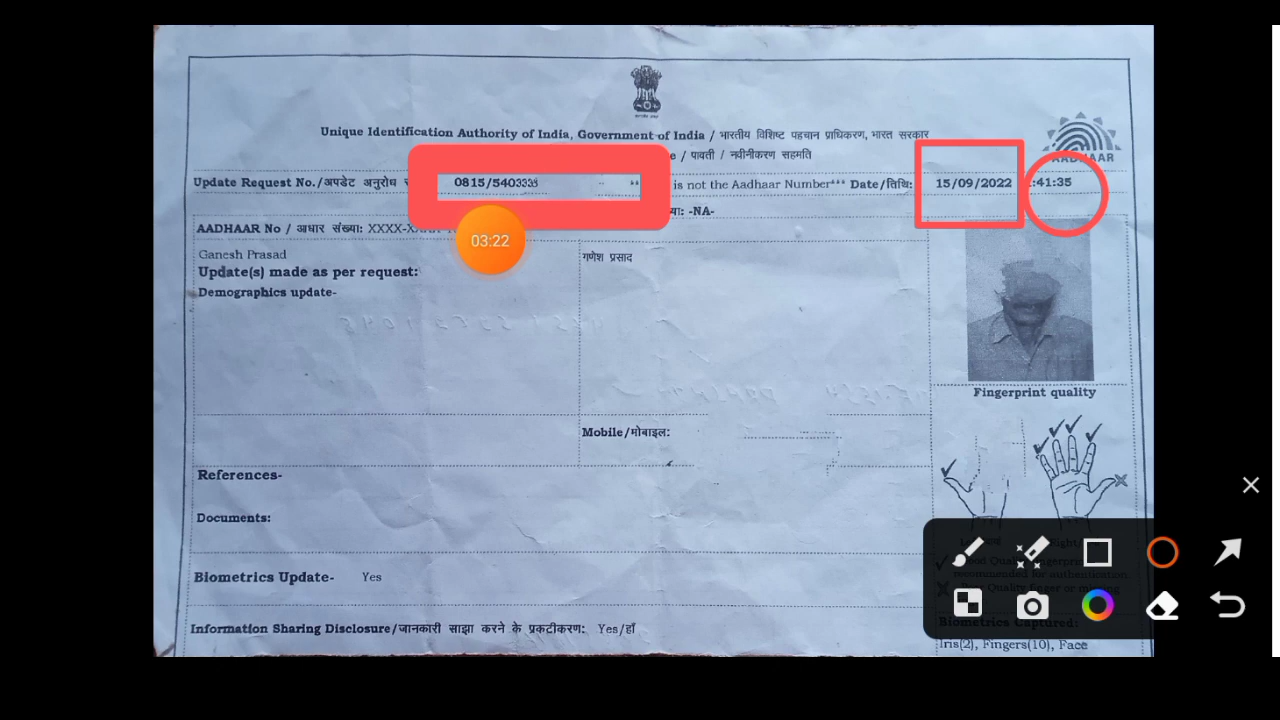 Unique Identification Authority of India, Government of India / भारतीय विशिष्ट पहचान प्राधिकरण, भारत सरकार
/ पावती / नवीनीकरण सहमति
AADHAAR
Update Request No./अपडेट अनुरोध 0815/5403333 ** is not the Aadhaar Number*** Date/तिथि: 15/09/2022 :41:35
-NA-
AADHAAR No / आधार संख्या: XXXX-
03:22
Ganesh Prasad
गणेश प्रसाद
Update(s) made as per request:
Demographics update-
Fingerprint quality
Mobile/मोबाइल:
References-
Documents:
Biometrics Update- Yes
Information Sharing Disclosure/जानकारी साझा करने के प्रकटीकरण: Yes/हाँ
Biometrics Captured:
Iris(2), Fingers(10), Face